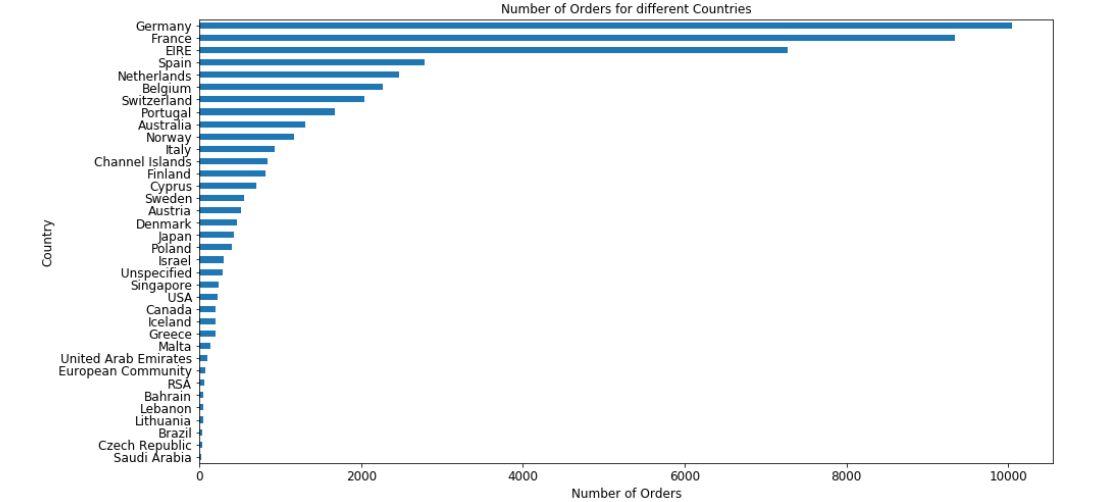 Number of Orders for different Countries
Germany
France
EIRE
Spain
Netherlands
Belgium
Switzerland
Portugal
Australia
Norway
Italy
Channel Islands
Finland
Cyprus
Sweden
Austria
Denmark
Japan
Poland
Israel
Unspecified
Singapore
USA
Canada
Iceland
Greece
Malta
United Arab Emirates
European Community
RSA
Bahrain
Lebanon
Lithuania
Brazil
Czech Republic
Saudi Arabia
Country
0 2000 4000 6000 8000 10000
Number of Orders